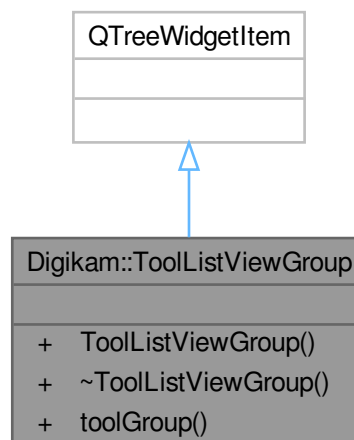 QTreeWidgetItem
Digikam::ToolListViewGroup
+ ToolListViewGroup()
+ ~ToolListViewGroup()
+ toolGroup()